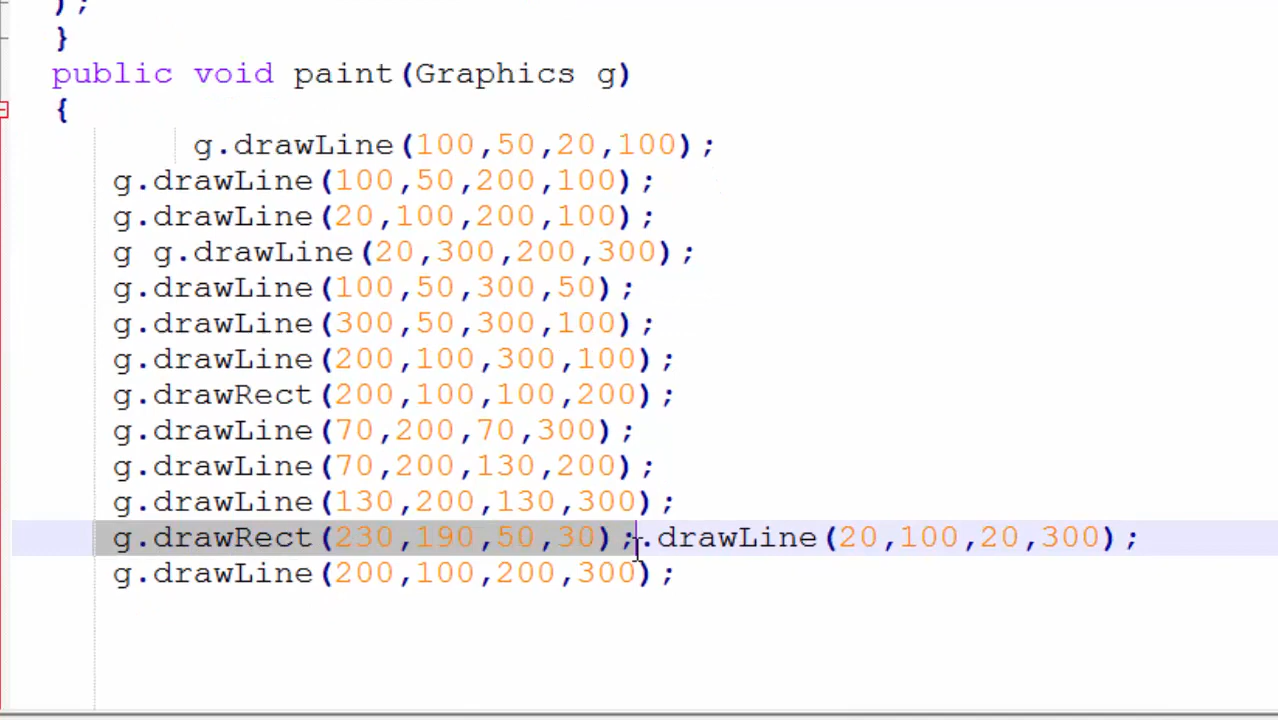 );
}
public void paint(Graphics g)
{
g.drawLine(100,50,20,100);
g.drawLine(100,50,200,100);
g.drawLine(20,100,200,100);
g g.drawLine(20,300,200,300);
g.drawLine(100,50,300,50);
g.drawLine(300,50,300,100);
g.drawLine(200,100,300,100);
g.drawRect(200,100,100,200);
g.drawLine(70,200,70,300);
g.drawLine(70,200,130,200);
g.drawLine(130,200,130,300);
g.drawRect(230,190,50,30);.drawLine(20,100,20,300);
g.drawLine(200,100,200,300);